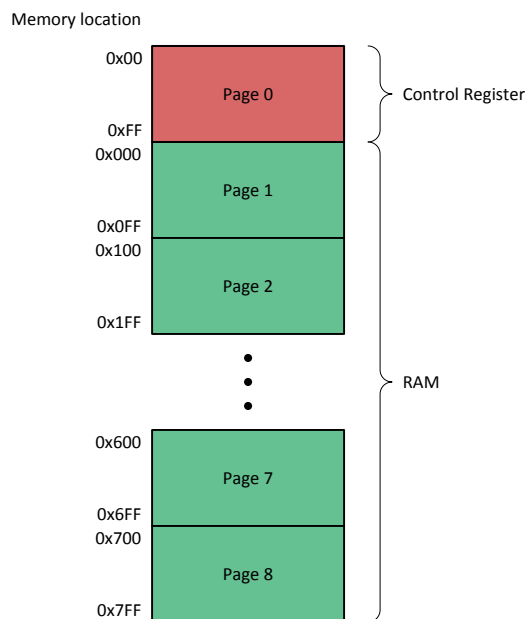 Memory location
0x00
Page 0
Control Register
0xFF
0x000
Page 1
0x0FF
0x100
Page 2
0x1FF
RAM
0x600
Page 7
0x6FF
0x700
Page 8
0x7FF